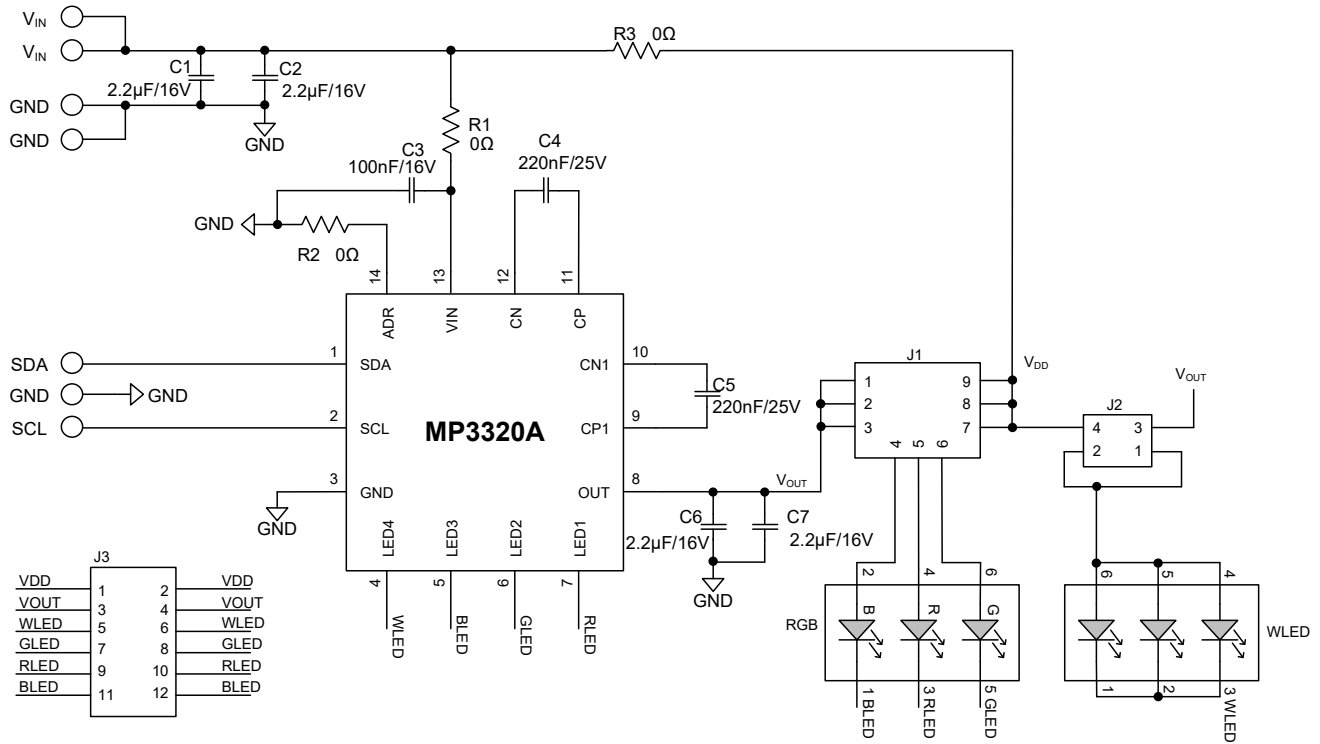 VIN
VIN
GND
GND
C1
2.2µF/16V
C2
2.2µF/16V
GND
R3 0Ω
R1
0Ω
C3
100nF/16V
C4
220nF/25V
GND
R2 0Ω
14
13
12
11
ADR
VIN
CN
CP
SDA
GND
GND
SCL
1
SDA
2
SCL
3
GND
GND
MP3320A
CN1
10
CP1
9
OUT
8
C5
220nF/25V
LED4
LED3
LED2
LED1
4
5
6
7
WLED
BLED
GLED
RLED
VOUT
C6
2.2µF/16V
C7
2.2µF/16V
GND
J1
1
2
3
9
8
7
4
5
6
VDD
J2
VOUT
4
3
2
1
RGB
2
4
6
B
R
G
1 BLED
3 RLED
5 GLED
6
5
4
WLED
1
2
3 WLED
J3
VDD 1 2 VDD
VOUT 3 4 VOUT
WLED 5 6 WLED
GLED 7 8 GLED
RLED 9 10 RLED
BLED 11 12 BLED